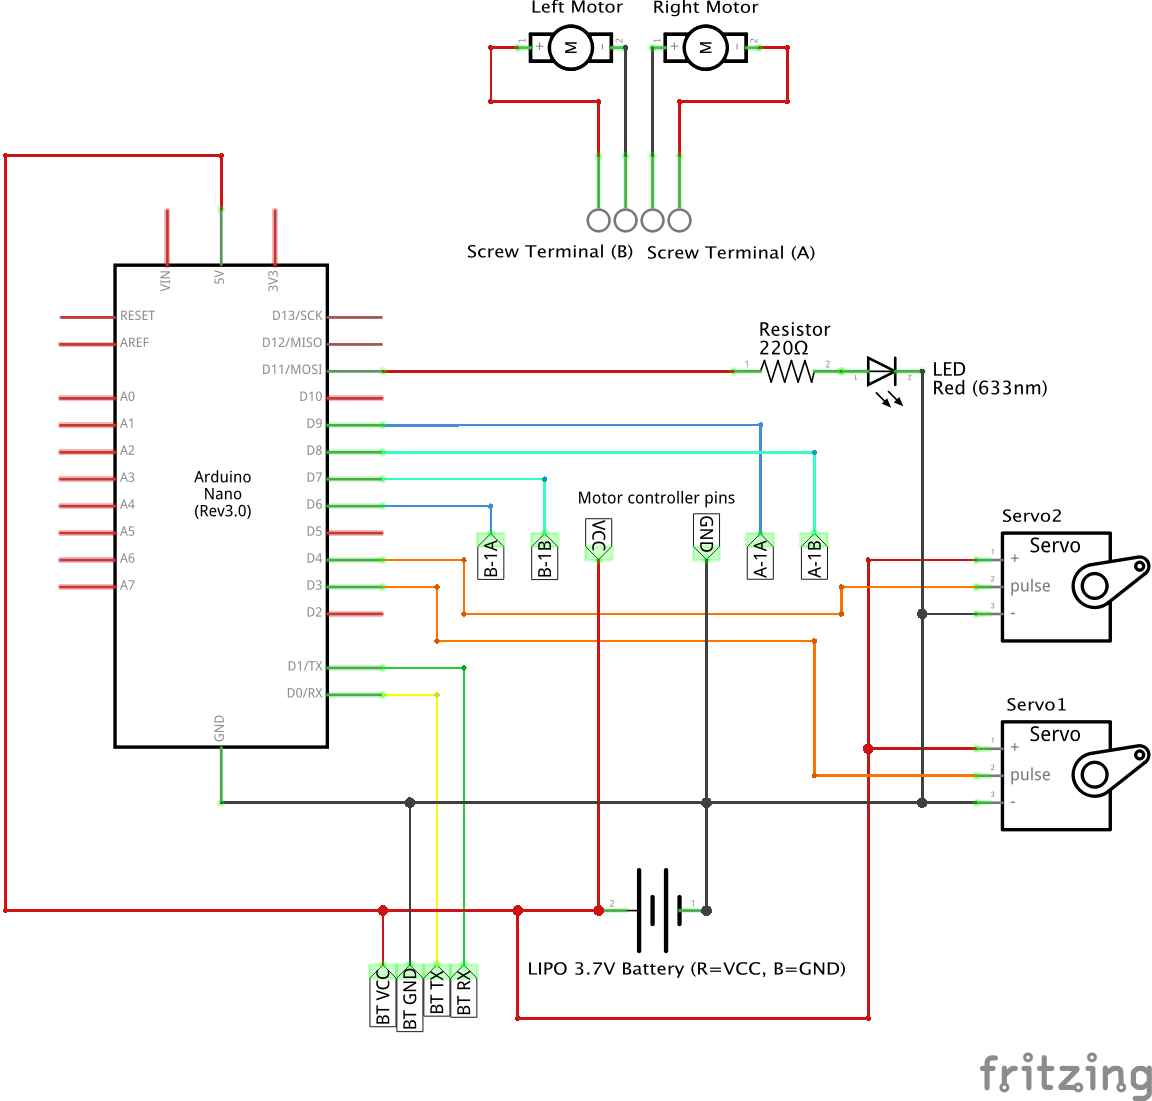 Left Motor
Right Motor
1
+
M
-
2
1
+
M
-
2
Screw Terminal (B)
Screw Terminal (A)
VIN
5V
3V3
RESET
AREF
A0
A1
A2
A3
A4
A5
A6
A7
Arduino
Nano
(Rev3.0)
D13/SCK
D12/MISO
D11/MOSI
D10
D9
D8
D7
D6
D5
D4
D3
D2
D1/TX
D0/RX
GND
Resistor
220Ω
1
2
1
2
LED
Red (633nm)
Motor controller pins
B-1A
B-1B
VCC
GND
A-1A
A-1B
Servo2
Servo
1
+
2
pulse
3
-
Servo1
Servo
1
+
2
pulse
3
-
2
1
LIPO 3.7V Battery (R=VCC, B=GND)
BT VCC
BT GND
BT TX
BT RX
fritzing